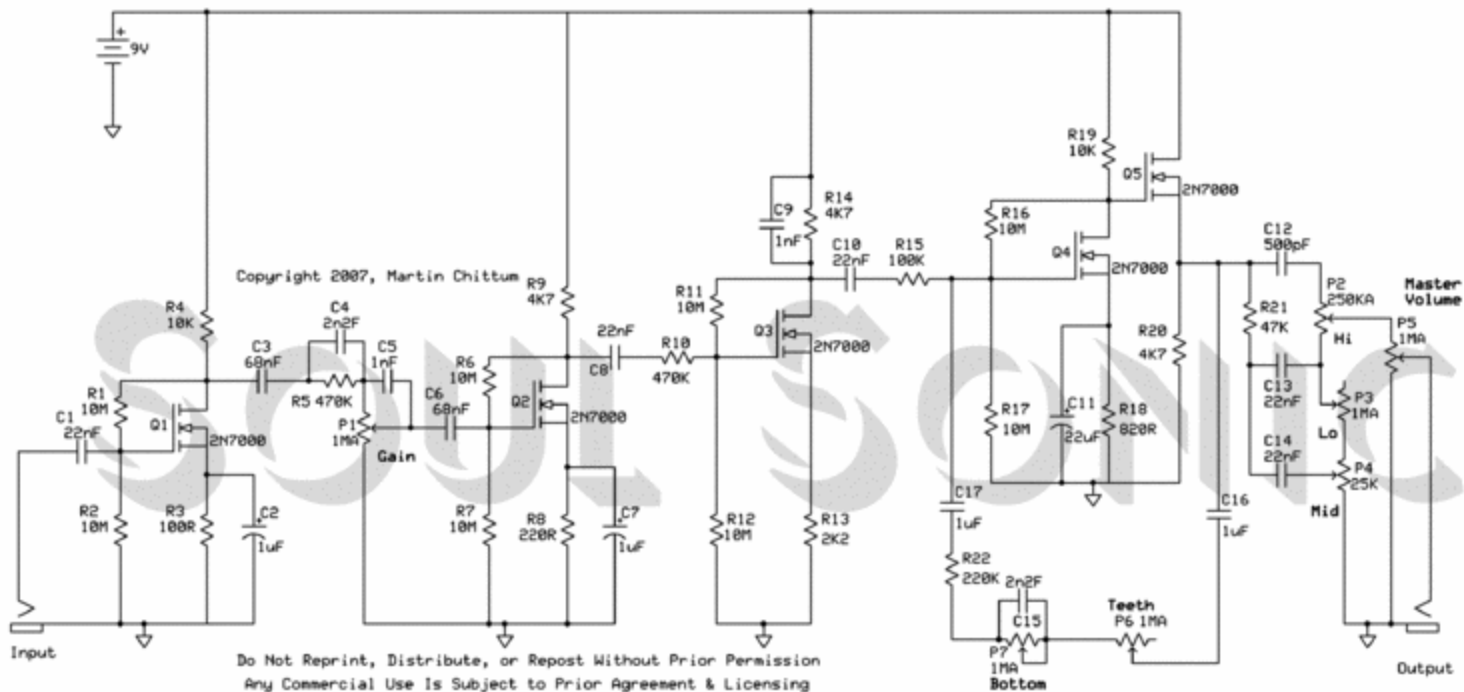 9V
Copyright 2007, Martin Chittum
SOUL SONIC
R4
10K
R1
10M
C1
22nF
Q1
2N7000
R2
10M
R3
100R
C2
1uF
Input
C3
68nF
C4
2n2F
R5 470K
C5
1nF
P1
1MA
Gain
C6
68nF
R6
10M
R9
4K7
Q2
2N7000
R7
10M
R8
220R
C7
1uF
22nF
C8
R10
470K
R11
10M
R12
10M
C9
1nF
R14
4K7
Q3
2N7000
R13
2K2
C10
22nF
R15
100K
R16
10M
R17
10M
R19
10K
Q4
2N7000
Q5
2N7000
C11
22uF
R18
820R
R20
4K7
C17
1uF
R22
220K
2n2F
C15
P7
1MA
Bottom
Teeth
P6 1MA
C16
1uF
C12
500pF
R21
47K
P2
250KA
Hi
C13
22nF
P3
1MA
Lo
C14
22nF
P4
25K
Mid
Master
Volume
P5
1MA
Output
Do Not Reprint, Distribute, or Repost Without Prior Permission
Any Commercial Use Is Subject to Prior Agreement & Licensing